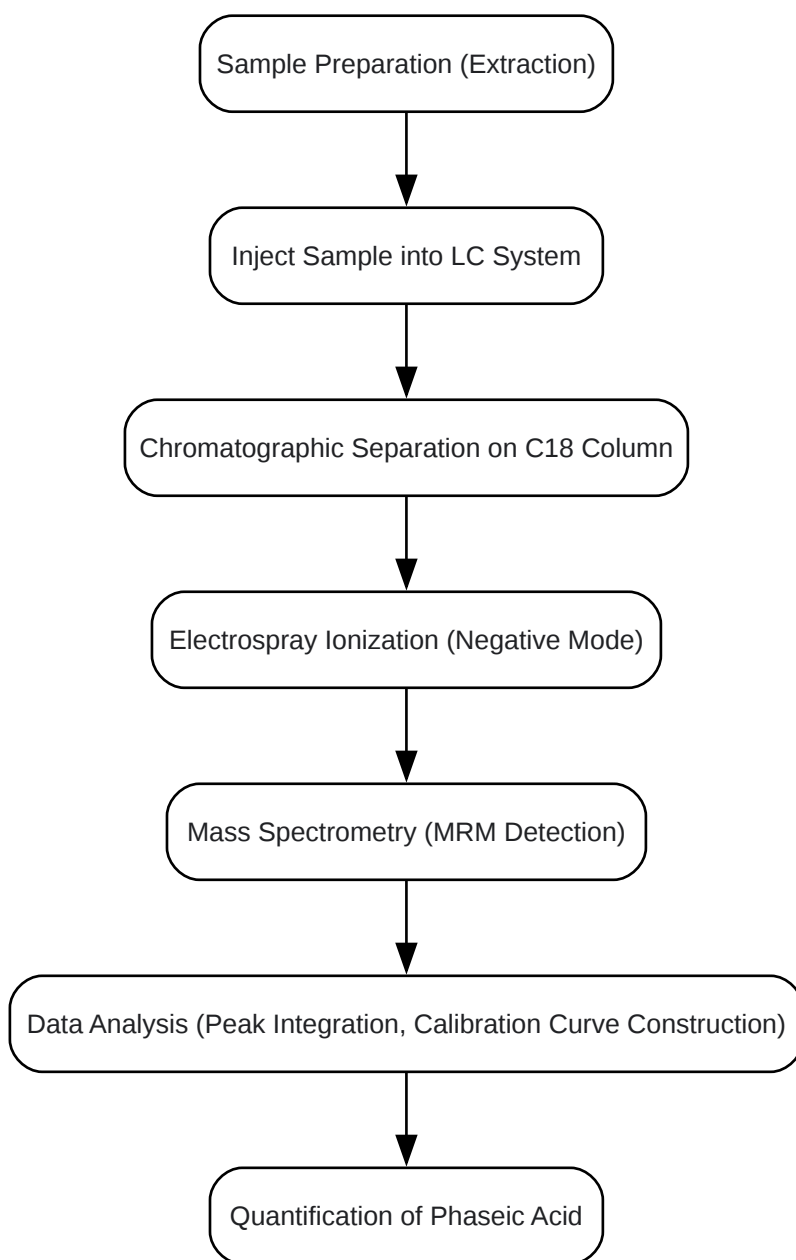 Sample Preparation (Extraction)
Inject Sample into LC System
Chromatographic Separation on C18 Column
Electrospray Ionization (Negative Mode)
Mass Spectrometry (MRM Detection)
Data Analysis (Peak Integration, Calibration Curve Construction)
Quantification of Phaseic Acid